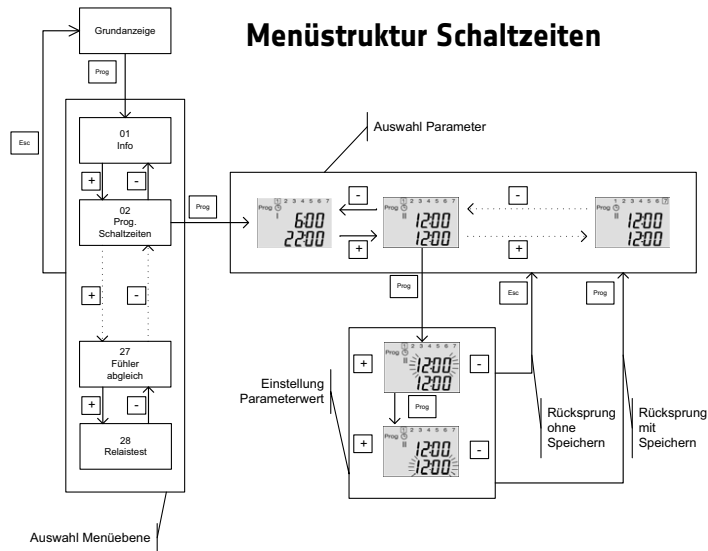 Menüstruktur Schaltzeiten
Grundanzeige
Prog
Esc
01
Info
+
-
02
Prog.
Schaltzeiten
+
-
27
Fühler
abgleich
+
-
28
Relaistest
Auswahl Menüebene
Prog
Auswahl Parameter
1 2 3 4 5 6 7
Prog
I
6:00
22:00
-
+
1 2 3 4 5 6 7
Prog
II
12:00
12:00
-
+
1 2 3 4 5 6 7
Prog
II
12:00
12:00
Prog
Esc
Prog
Einstellung
Parameterwert
+
1 2 3 4 5 6 7
Prog
II
12:00
12:00
-
Prog
+
1 2 3 4 5 6 7
Prog
II
12:00
12:00
-
Rücksprung
ohne
Speichern
Rücksprung
mit
Speichern